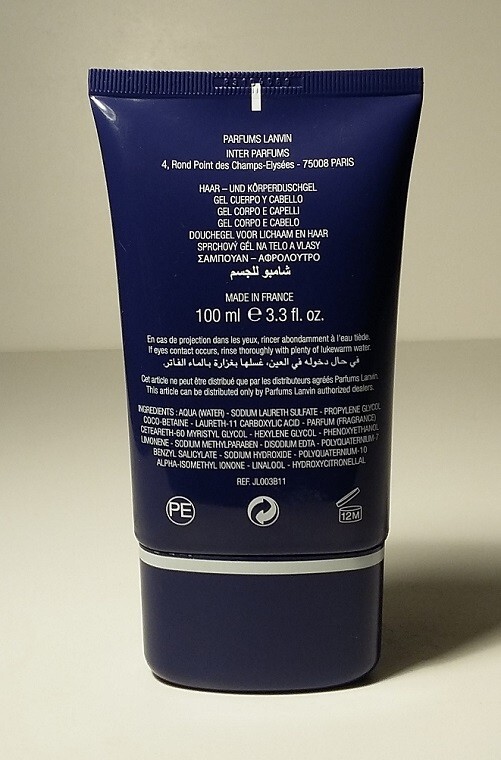 PARFUMS LANVIN
INTER PARFUMS
4, Rond Point des Champs-Elysées - 75008 PARIS
HAAR – UND KÖRPERDUSCHGEL
GEL CUERPO Y CABELLO
GEL CORPO E CAPELLI
GEL CORPO E CABELO
DOUCHEGEL VOOR LICHAAM EN HAAR
SPRCHOVÝ GÉL NA TELO A VLASY
ΣΑΜΠΟΥΑΝ – ΑΦΡΟΛΟΥΤΡΟ
شامبو للجسم
MADE IN FRANCE
100 ml ℮ 3.3 fl. oz.
En cas de projection dans les yeux, rincer abondamment à l'eau tiède.
If eyes contact occurs, rinse thoroughly with plenty of lukewarm water.
في حال دخوله في العين، غسلها بغزارة بالماء الفاتر.
Cet article ne peut être distribué que par les distributeurs agréés Parfums Lanvin.
This article can be distributed only by Parfums Lanvin authorized dealers.
INGREDIENTS : AQUA (WATER) - SODIUM LAURETH SULFATE - PROPYLENE GLYCOL
COCO-BETAINE - LAURETH-11 CARBOXYLIC ACID - PARFUM (FRAGRANCE)
CETEARETH-60 MYRISTYL GLYCOL - HEXYLENE GLYCOL - PHENOXYETHANOL
LIMONENE - SODIUM METHYLPARABEN - DISODIUM EDTA - POLYQUATERNIUM-7
BENZYL SALICYLATE - SODIUM HYDROXIDE - POLYQUATERNIUM-10
ALPHA-ISOMETHYL IONONE - LINALOOL - HYDROXYCITRONELLAL
REF. JL003B11
PE
12M